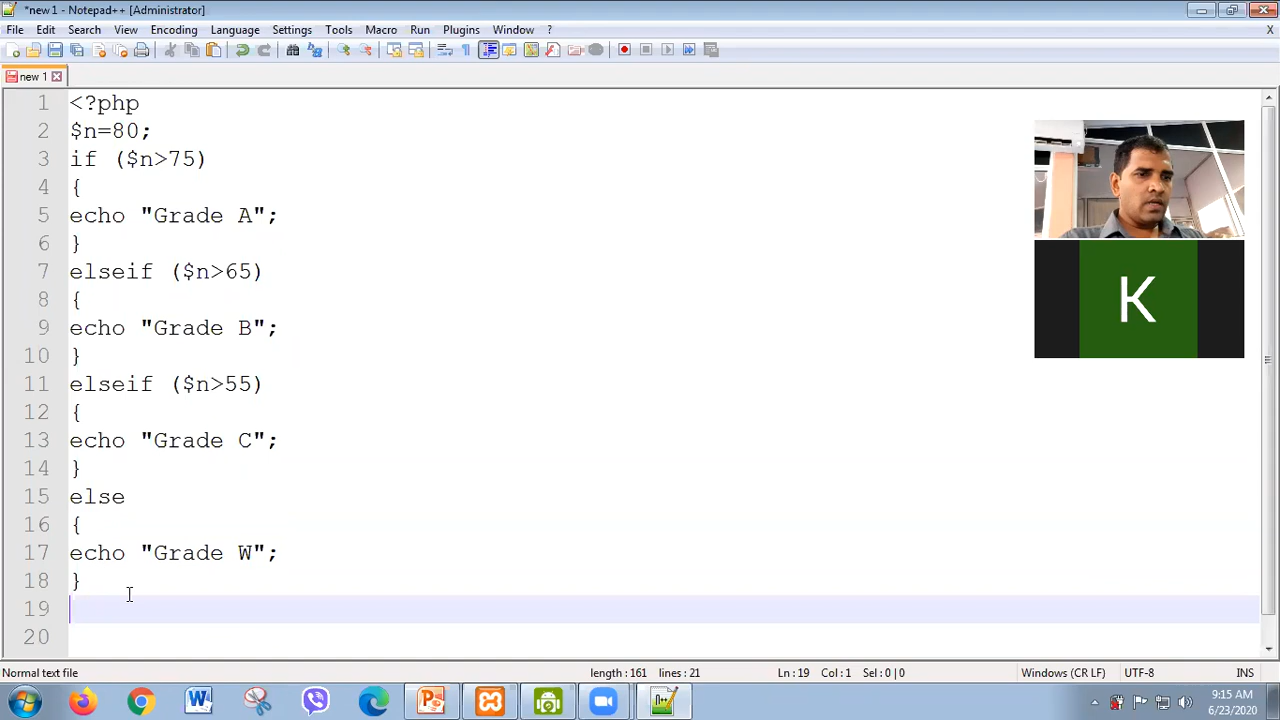 *new 1 - Notepad++ [Administrator]
File Edit Search View Encoding Language Settings Tools Macro Run Plugins Window ? X
new 1
1 <?php
2 $n=80;
3 if ($n>75)
4 {
5 echo "Grade A";
6 }
7 elseif ($n>65)
8 {
9 echo "Grade B";
10 }
11 elseif ($n>55)
12 {
13 echo "Grade C";
14 }
15 else
16 {
17 echo "Grade W";
18 }
19
20
K
Normal text file length : 161 lines : 21 Ln : 19 Col : 1 Sel : 0 | 0 Windows (CR LF) UTF-8 INS
9:15 AM
6/23/2020